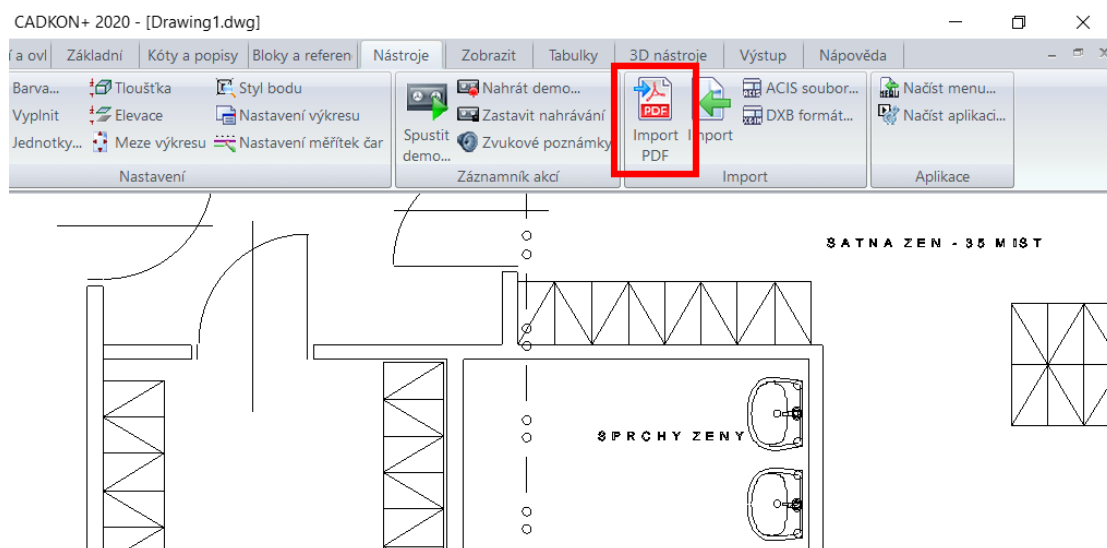 CADKON+ 2020 - [Drawing1.dwg]
í a ovl Základní Kóty a popisy Bloky a referen Nástroje Zobrazit Tabulky 3D nástroje Výstup Nápověda
Barva... Tloušťka Styl bodu Nahrát demo... PDF ACIS soubor... Načíst menu...
Vyplnit Elevace Nastavení výkresu Zastavit nahrávání DXB formát... Načíst aplikaci...
Jednotky... Meze výkresu Nastavení měřítek čar Spustit demo... Zvukové poznámky Import PDF Import
Nastavení Záznamník akcí Import Aplikace
SATNA ZEN - 35 MIST
SPRCHY ZENY